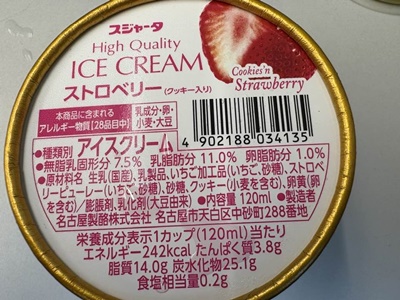 スジャータ
High Quality
ICE CREAM
ストロベリー(クッキー入り)
Cookies'n
Strawberry
本商品に含まれる
アレルギー物質[28品目中]
乳成分・卵・
小麦・大豆
4 902188 034135
●種類別 アイスクリーム
●無脂乳固形分 7.5% 乳脂肪分 11.0% 卵脂肪分 1.0%
●原材料名 生乳(国産)、乳製品、いちご加工品(いちご、砂糖)、ストロベ
リーピューレー(いちご、砂糖)、砂糖、クッキー(小麦を含む)、卵黄(卵
を含む)/膨脹剤、乳化剤(大豆由来) ●内容量 120ml ●製造者
名古屋製酪株式会社 名古屋市天白区中砂町288番地
栄養成分表示1カップ(120ml)当たり
エネルギー242kcal たんぱく質3.8g
脂質14.0g 炭水化物25.1g
食塩相当量0.2g